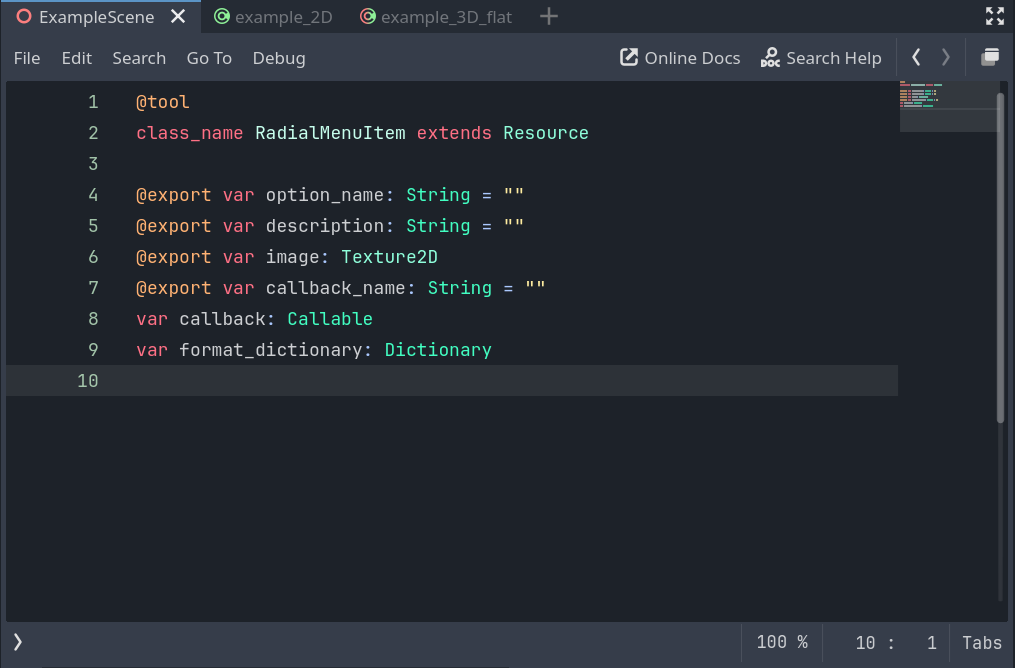 ExampleScene example_2D example_3D_flat
File Edit Search Go To Debug Online Docs DOC Search Help
1 @tool
2 class_name RadialMenuItem extends Resource
3
4 @export var option_name: String = ""
5 @export var description: String = ""
6 @export var image: Texture2D
7 @export var callback_name: String = ""
8 var callback: Callable
9 var format_dictionary: Dictionary
10
100 % 10 : 1 Tabs